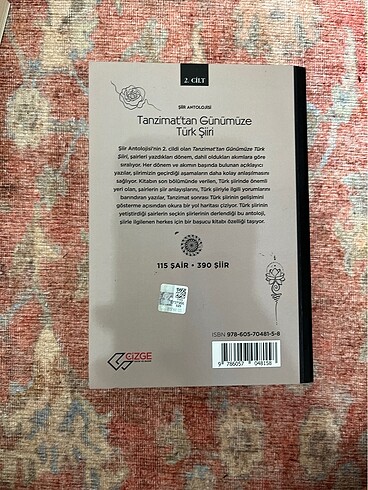 2. CİLT
ŞİİR ANTOLOJİSİ
Tanzimat'tan Günümüze
Türk Şiiri
Şiir Antolojisi'nin 2. cildi olan Tanzimat'tan Günümüze Türk
Şiiri, şairleri yazdıkları dönem, dahil oldukları akımlara göre
sıralıyor. Her dönem ve akımın başında bulunan açıklayıcı
yazılar, şiirimizin geçirdiği aşamaların daha kolay anlaşılmasını
sağlıyor. Kitabın son bölümünde verilen, Türk şiirinde önemli
yeri olan, şairlerin şiir anlayışlarını, Türk şiiriyle ilgili yorumlarını
barındıran yazılar, Tanzimat sonrası Türk şiirinin gelişimini
gösterme açısından okura bir yol haritası çiziyor. Türk şiirinin
yetiştirdiği şairlerin seçkin şiirlerinin derlendiği bu antoloji,
şiirle ilgilenen herkes için bir başucu kitabı özelliği taşıyor.
115 ŞAİR • 390 ŞİİR
ISBN 978-605-70481-5-8
9 786057 048158
GİZGE